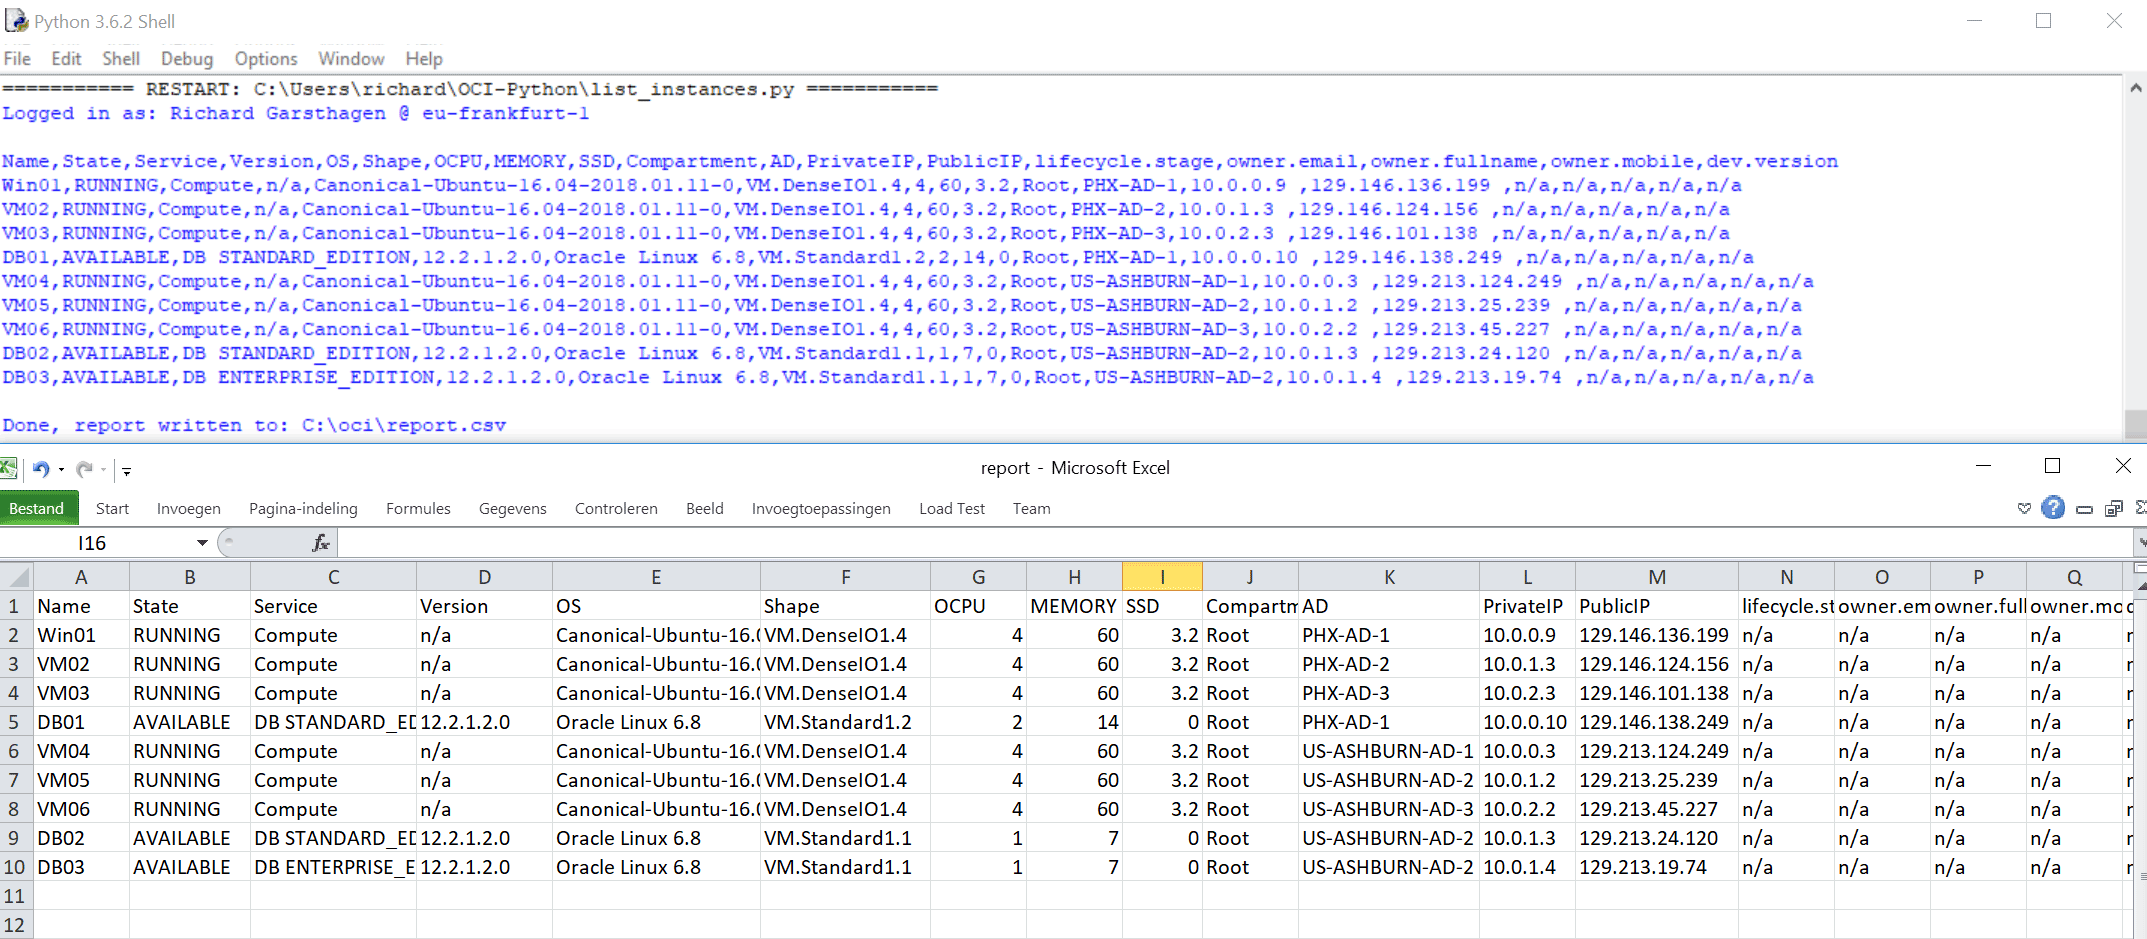 Python 3.6.2 Shell
File Edit Shell Debug Options Window Help
=========== RESTART: C:\Users\richard\OCI-Python\list_instances.py ===========
Logged in as: Richard Garsthagen @ eu-frankfurt-1
Name,State,Service,Version,OS,Shape,OCPU,MEMORY,SSD,Compartment,AD,PrivateIP,PublicIP,lifecycle.stage,owner.email,owner.fullname,owner.mobile,dev.version
Win01,RUNNING,Compute,n/a,Canonical-Ubuntu-16.04-2018.01.11-0,VM.DenseIO1.4,4,60,3.2,Root,PHX-AD-1,10.0.0.9 ,129.146.136.199 ,n/a,n/a,n/a,n/a,n/a
VM02,RUNNING,Compute,n/a,Canonical-Ubuntu-16.04-2018.01.11-0,VM.DenseIO1.4,4,60,3.2,Root,PHX-AD-2,10.0.1.3 ,129.146.124.156 ,n/a,n/a,n/a,n/a,n/a
VM03,RUNNING,Compute,n/a,Canonical-Ubuntu-16.04-2018.01.11-0,VM.DenseIO1.4,4,60,3.2,Root,PHX-AD-3,10.0.2.3 ,129.146.101.138 ,n/a,n/a,n/a,n/a,n/a
DB01,AVAILABLE,DB STANDARD_EDITION,12.2.1.2.0,Oracle Linux 6.8,VM.Standard1.2,2,14,0,Root,PHX-AD-1,10.0.0.10 ,129.146.138.249 ,n/a,n/a,n/a,n/a,n/a
VM04,RUNNING,Compute,n/a,Canonical-Ubuntu-16.04-2018.01.11-0,VM.DenseIO1.4,4,60,3.2,Root,US-ASHBURN-AD-1,10.0.0.3 ,129.213.124.249 ,n/a,n/a,n/a,n/a,n/a
VM05,RUNNING,Compute,n/a,Canonical-Ubuntu-16.04-2018.01.11-0,VM.DenseIO1.4,4,60,3.2,Root,US-ASHBURN-AD-2,10.0.1.2 ,129.213.25.239 ,n/a,n/a,n/a,n/a,n/a
VM06,RUNNING,Compute,n/a,Canonical-Ubuntu-16.04-2018.01.11-0,VM.DenseIO1.4,4,60,3.2,Root,US-ASHBURN-AD-3,10.0.2.2 ,129.213.45.227 ,n/a,n/a,n/a,n/a,n/a
DB02,AVAILABLE,DB STANDARD_EDITION,12.2.1.2.0,Oracle Linux 6.8,VM.Standard1.1,1,7,0,Root,US-ASHBURN-AD-2,10.0.1.3 ,129.213.24.120 ,n/a,n/a,n/a,n/a,n/a
DB03,AVAILABLE,DB ENTERPRISE_EDITION,12.2.1.2.0,Oracle Linux 6.8,VM.Standard1.1,1,7,0,Root,US-ASHBURN-AD-2,10.0.1.4 ,129.213.19.74 ,n/a,n/a,n/a,n/a,n/a
Done, report written to: C:\oci\report.csv
report - Microsoft Excel
Bestand Start Invoegen Pagina-indeling Formules Gegevens Controleren Beeld Invoegtoepassingen Load Test Team
I16 fx
A B C D E F G H I J K L M N O P Q
1 Name State Service Version OS Shape OCPU MEMORY SSD Compartm AD PrivateIP PublicIP lifecycle.st owner.em owner.full owner.mo
2 Win01 RUNNING Compute n/a Canonical-Ubuntu-16.0 VM.DenseIO1.4 4 60 3.2 Root PHX-AD-1 10.0.0.9 129.146.136.199 n/a n/a n/a n/a
3 VM02 RUNNING Compute n/a Canonical-Ubuntu-16.0 VM.DenseIO1.4 4 60 3.2 Root PHX-AD-2 10.0.1.3 129.146.124.156 n/a n/a n/a n/a
4 VM03 RUNNING Compute n/a Canonical-Ubuntu-16.0 VM.DenseIO1.4 4 60 3.2 Root PHX-AD-3 10.0.2.3 129.146.101.138 n/a n/a n/a n/a
5 DB01 AVAILABLE DB STANDARD_ED 12.2.1.2.0 Oracle Linux 6.8 VM.Standard1.2 2 14 0 Root PHX-AD-1 10.0.0.10 129.146.138.249 n/a n/a n/a n/a
6 VM04 RUNNING Compute n/a Canonical-Ubuntu-16.0 VM.DenseIO1.4 4 60 3.2 Root US-ASHBURN-AD-1 10.0.0.3 129.213.124.249 n/a n/a n/a n/a
7 VM05 RUNNING Compute n/a Canonical-Ubuntu-16.0 VM.DenseIO1.4 4 60 3.2 Root US-ASHBURN-AD-2 10.0.1.2 129.213.25.239 n/a n/a n/a n/a
8 VM06 RUNNING Compute n/a Canonical-Ubuntu-16.0 VM.DenseIO1.4 4 60 3.2 Root US-ASHBURN-AD-3 10.0.2.2 129.213.45.227 n/a n/a n/a n/a
9 DB02 AVAILABLE DB STANDARD_ED 12.2.1.2.0 Oracle Linux 6.8 VM.Standard1.1 1 7 0 Root US-ASHBURN-AD-2 10.0.1.3 129.213.24.120 n/a n/a n/a n/a
10 DB03 AVAILABLE DB ENTERPRISE_E 12.2.1.2.0 Oracle Linux 6.8 VM.Standard1.1 1 7 0 Root US-ASHBURN-AD-2 10.0.1.4 129.213.19.74 n/a n/a n/a n/a
11
12